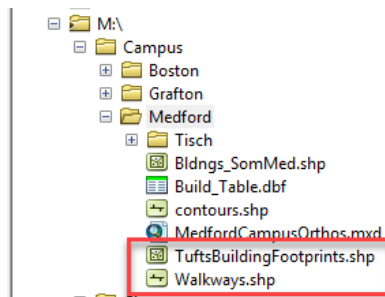 M:\
Campus
Boston
Grafton
Medford
Tisch
Bldngs_SomMed.shp
Build_Table.dbf
contours.shp
MedfordCampusOrthos.mxd
TuftsBuildingFootprints.shp
Walkways.shp